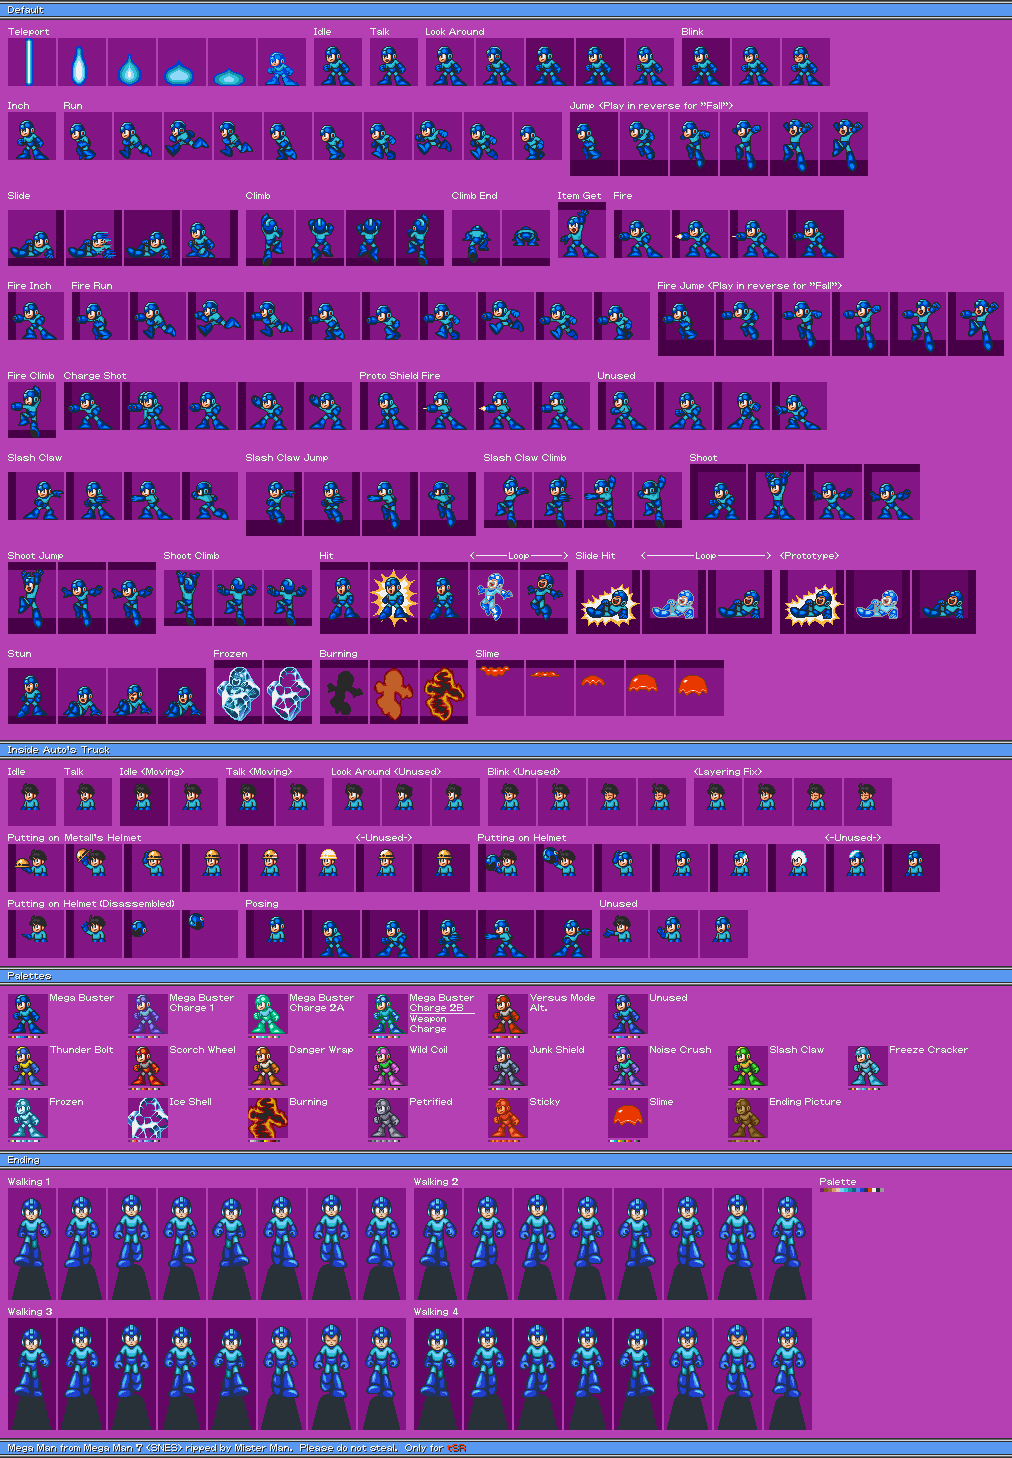 Default
Teleport Idle Talk Look Around Blink
Inch Run Jump <Play in reverse for "Fall">
Slide Climb Climb End Item Get Fire
Fire Inch Fire Run Fire Jump <Play in reverse for "Fall">
Fire Climb Charge Shot Proto Shield Fire Unused
Slash Claw Slash Claw Jump Slash Claw Climb Shoot
Shoot Jump Shoot Climb Hit <———Loop———> Slide Hit <———Loop———> <Prototype>
Stun Frozen Burning Slime
Inside Auto's Truck
Idle Talk Idle <Moving> Talk <Moving> Look Around <Unused> Blink <Unused> <Layering Fix>
Putting on Metall's Helmet <-Unused-> Putting on Helmet <-Unused->
Putting on Helmet (Disassembled) Posing Unused
Palettes
Mega Buster
Mega Buster
Charge 1
Mega Buster
Charge 2A
Mega Buster
Charge 2B
Weapon
Charge
Versus Mode
Alt.
Unused
Thunder Bolt Scorch Wheel Danger Wrap Wild Coil Junk Shield Noise Crush Slash Claw Freeze Cracker
Frozen Ice Shell Burning Petrified Sticky Slime Ending Picture
Ending
Walking 1 Walking 2 Palette
Walking 3 Walking 4
Mega Man from Mega Man 7 <SNES> ripped by Mister Man. Please do not steal. Only for tSR